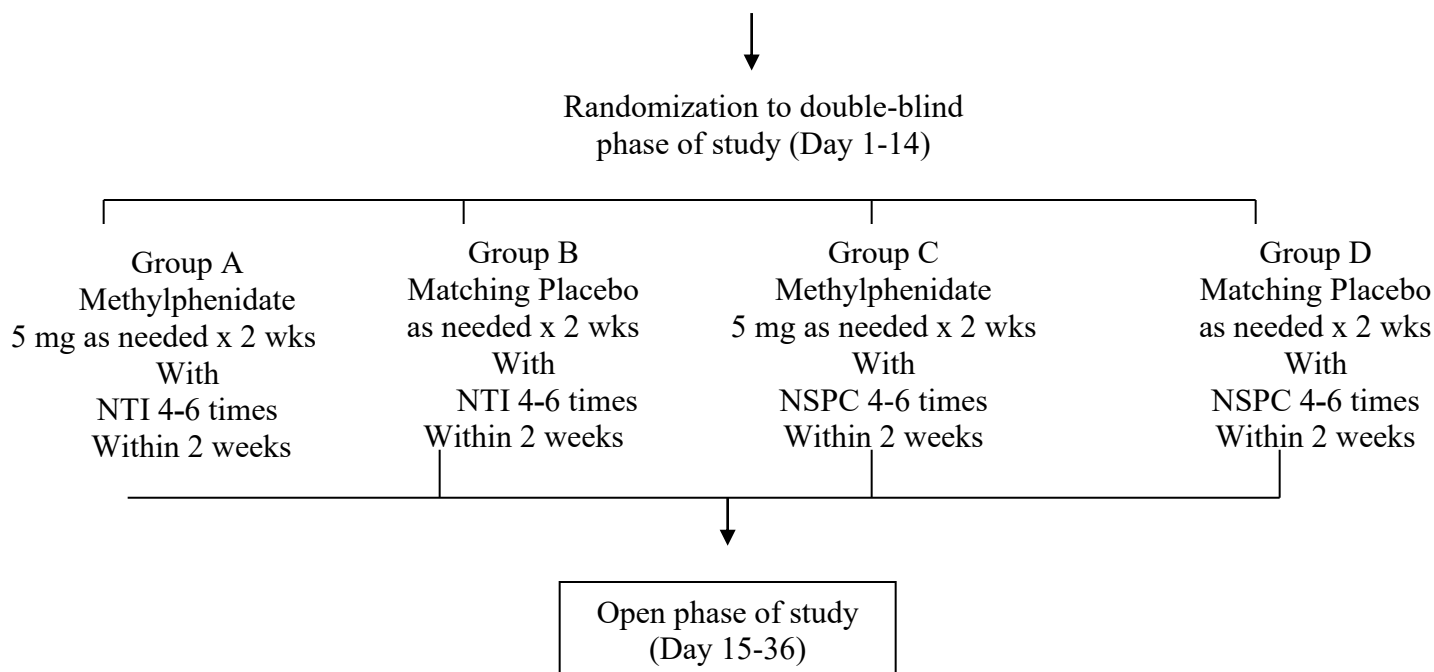 Randomization to double-blind
phase of study (Day 1-14)
Group A
Methylphenidate
5 mg as needed x 2 wks
With
NTI 4-6 times
Within 2 weeks
Group B
Matching Placebo
as needed x 2 wks
With
NTI 4-6 times
Within 2 weeks
Group C
Methylphenidate
5 mg as needed x 2 wks
With
NSPC 4-6 times
Within 2 weeks
Group D
Matching Placebo
as needed x 2 wks
With
NSPC 4-6 times
Within 2 weeks
Open phase of study
(Day 15-36)